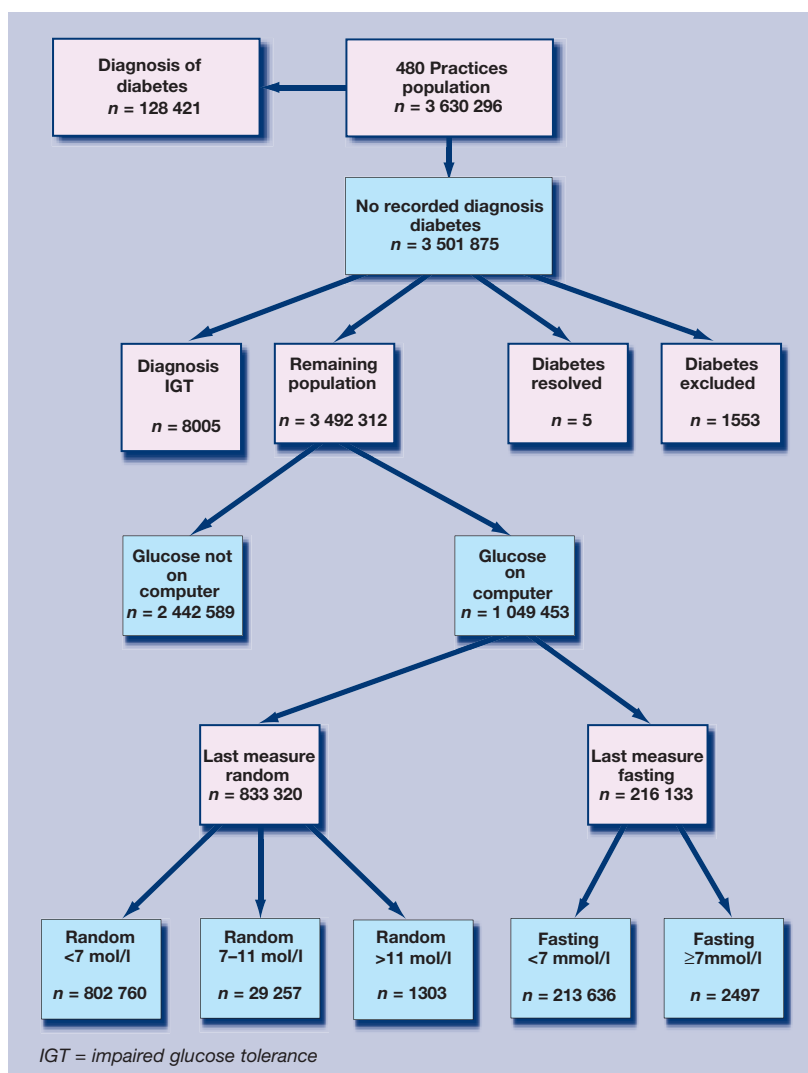 Diagnosis of
diabetes
n = 128 421
480 Practices
population
n = 3 630 296
No recorded diagnosis
diabetes
n = 3 501 875
Diagnosis
IGT
n = 8005
Remaining
population
n = 3 492 312
Diabetes
resolved
n = 5
Diabetes
excluded
n = 1553
Glucose not
on
computer
n = 2 442 589
Glucose
on
computer
n = 1 049 453
Last measure
random
n = 833 320
Last measure
fasting
n = 216 133
Random
<7 mol/l
n = 802 760
Random
7–11 mol/l
n = 29 257
Random
>11 mol/l
n = 1303
Fasting
<7 mmol/l
n = 213 636
Fasting
≥7mmol/l
n = 2497
IGT = impaired glucose tolerance